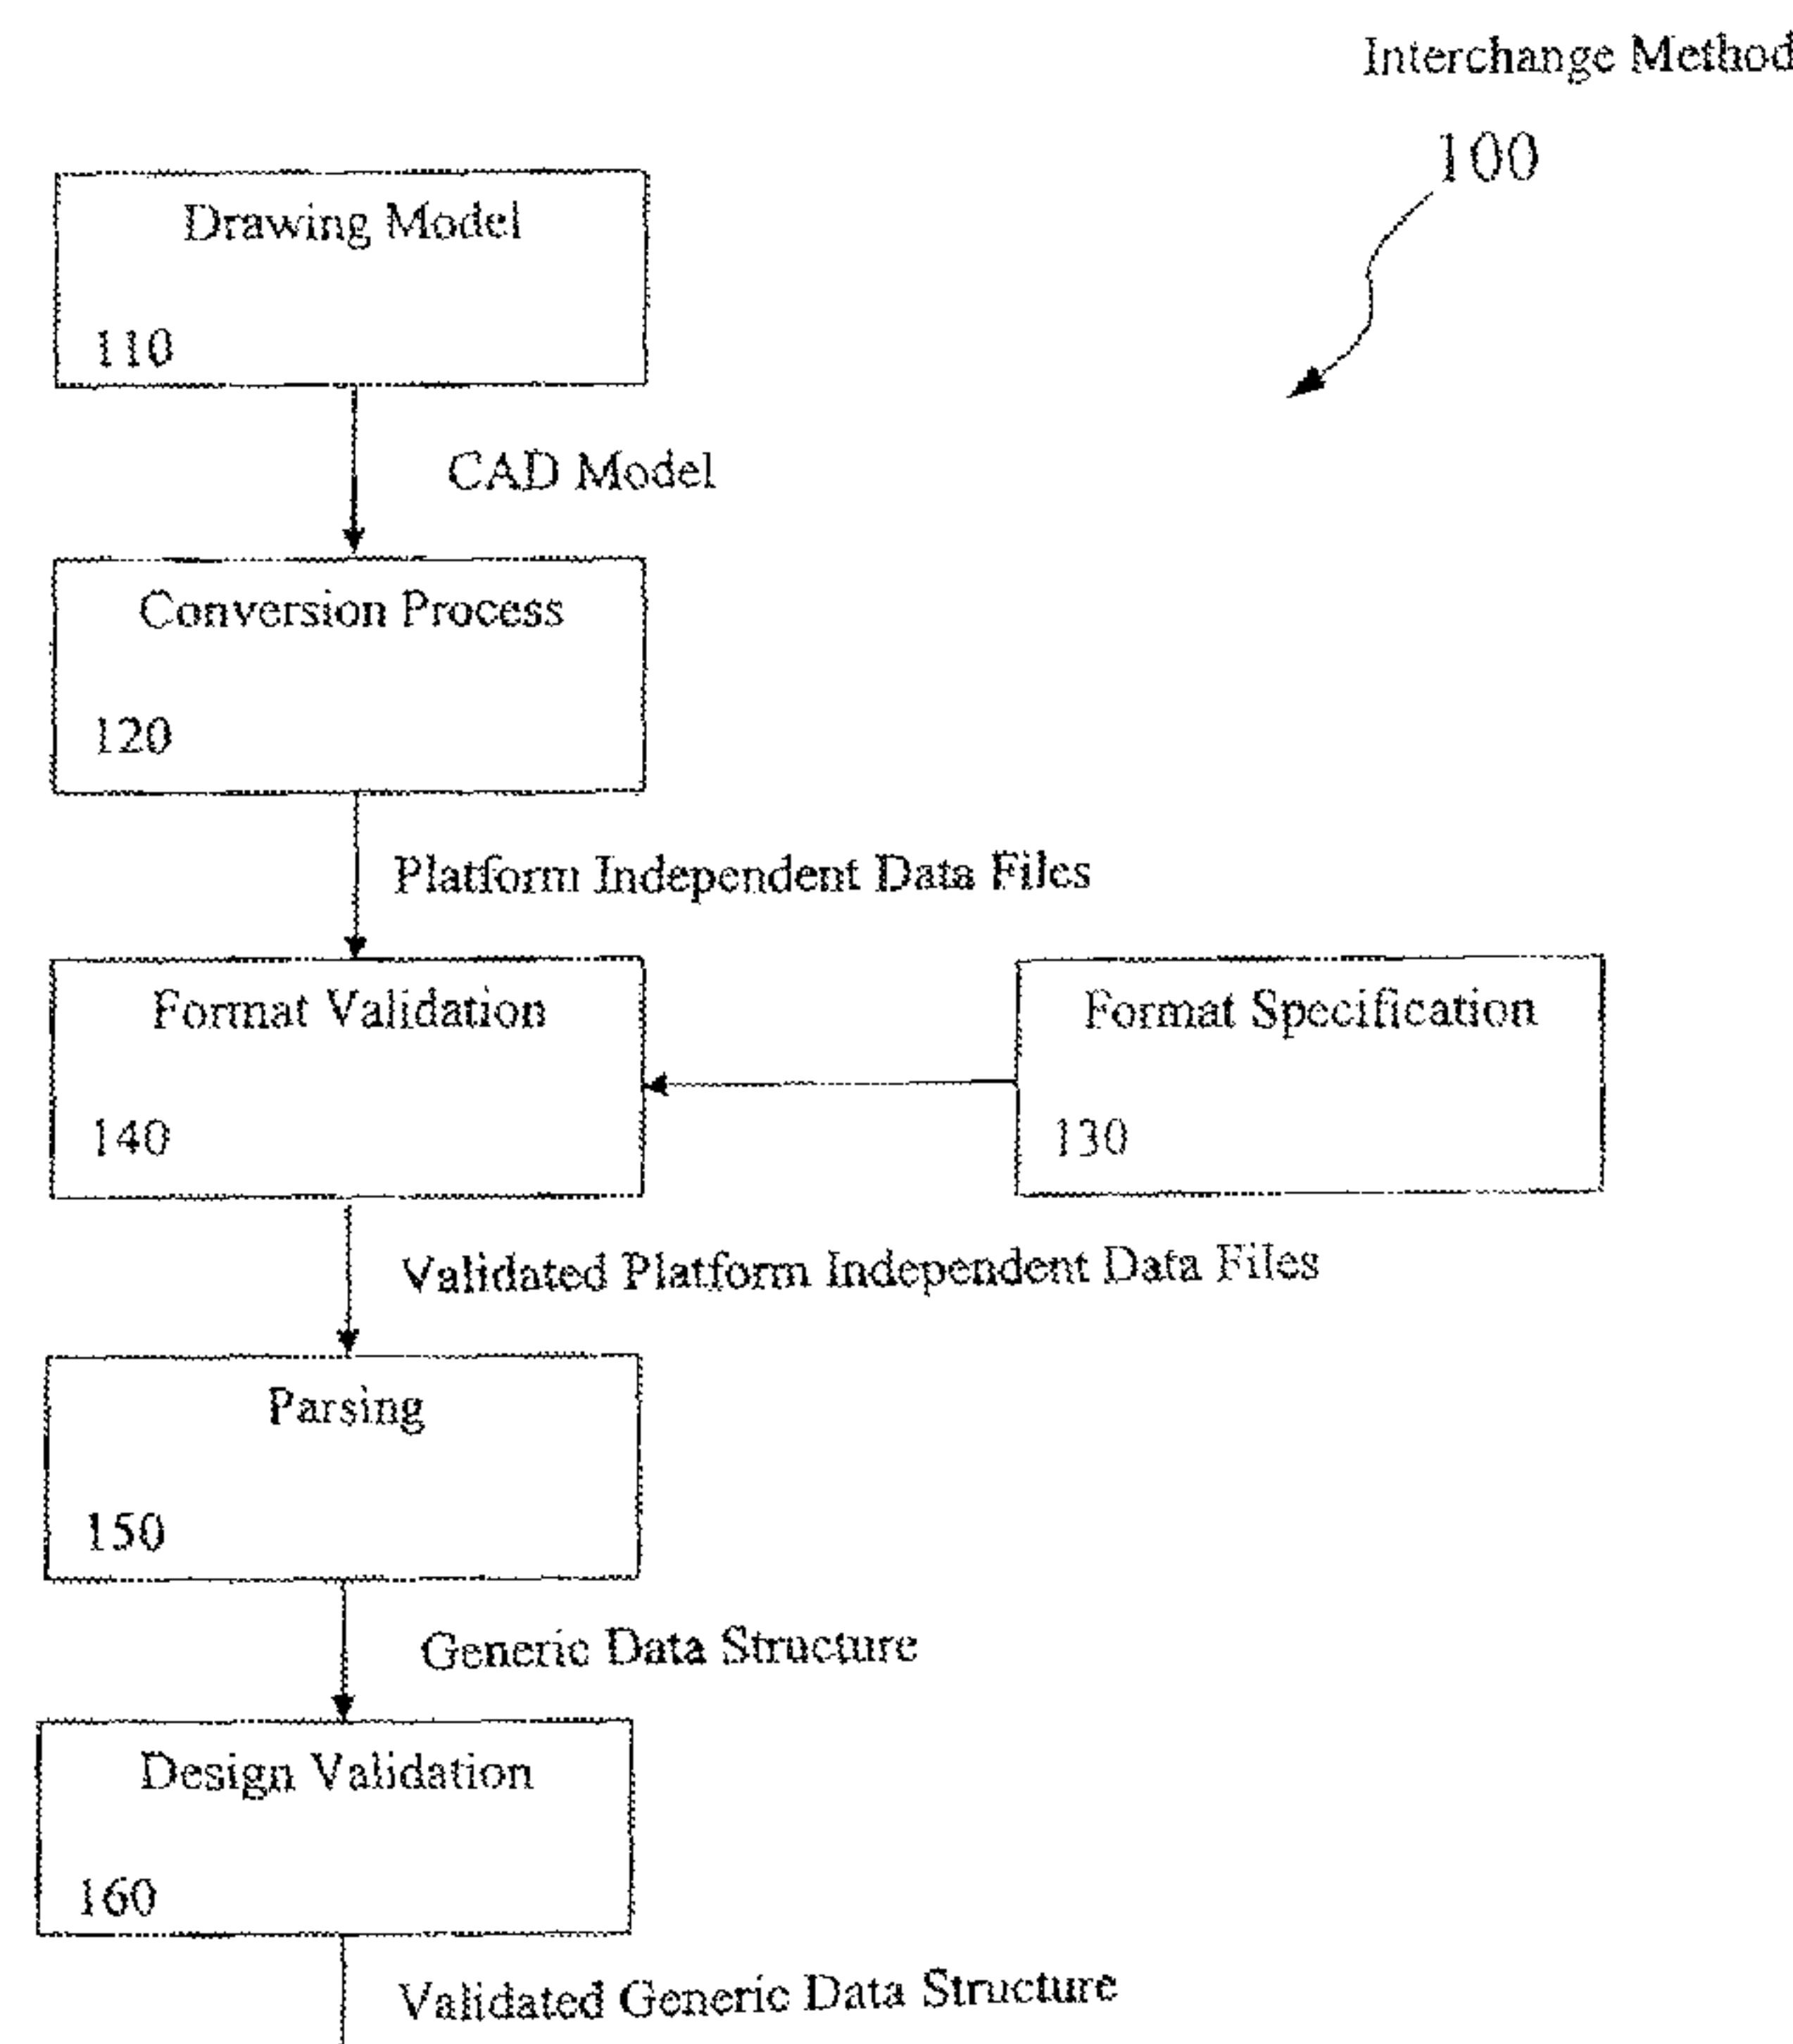 Interchange Method
100
Drawing Model
110
CAD Model
Conversion Process
120
Platform Independent Data Files
Format Validation
140
Format Specification
130
Validated Platform Independent Data Files
Parsing
150
Generic Data Structure
Design Validation
160
Validated Generic Data Structure